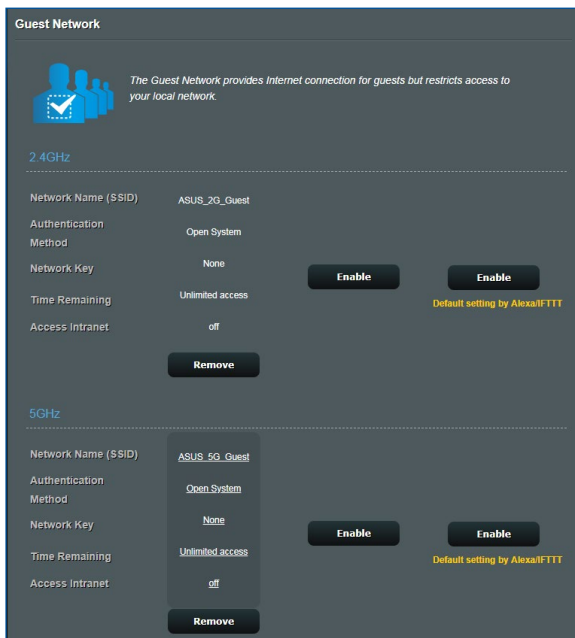 Guest Network
The Guest Network provides Internet connection for guests but restricts access to
your local network.
2.4GHz
Network Name (SSID) ASUS_2G_Guest
Authentication
Method Open System
Network Key None
Enable Enable
Time Remaining Unlimited access
Default setting by Alexa/IFTTT
Access Intranet off
Remove
5GHz
Network Name (SSID) ASUS_5G_Guest
Authentication
Method Open System
Network Key None
Enable Enable
Time Remaining Unlimited access
Default setting by Alexa/IFTTT
Access Intranet off
Remove